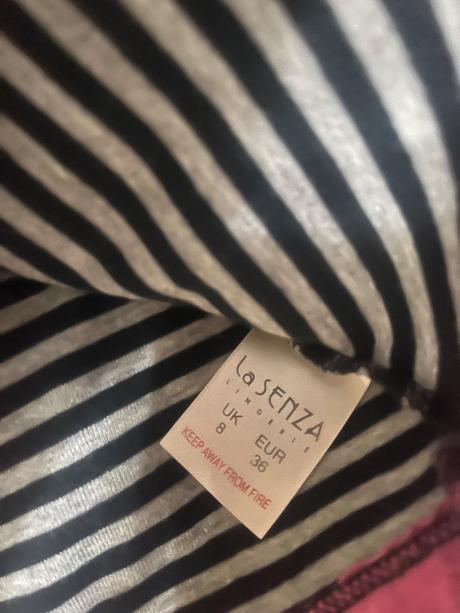 La SENZA
LINGERIE
UK EUR
8 36
KEEP AWAY FROM FIRE